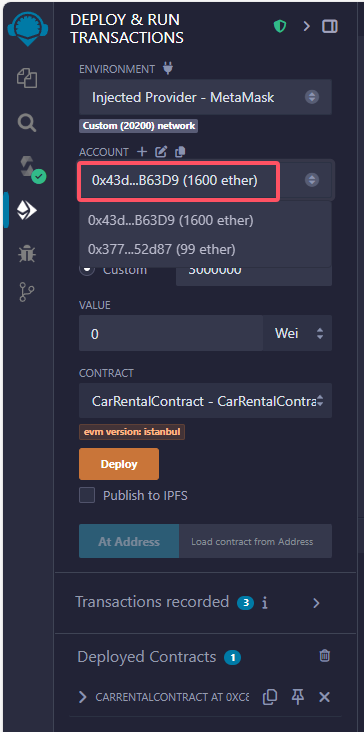 DEPLOY & RUN
TRANSACTIONS
ENVIRONMENT
Injected Provider - MetaMask
Custom (20200) network
ACCOUNT
0x43d...B63D9 (1600 ether)
0x43d...B63D9 (1600 ether)
0x377...52d87 (99 ether)
Custom 3000000
VALUE
0 Wei
CONTRACT
CarRentalContract - CarRentalContra
evm version: istanbul
Deploy
Publish to IPFS
At Address Load contract from Address
Transactions recorded 3 i
Deployed Contracts 1
CARRENTALCONTRACT AT 0XC8